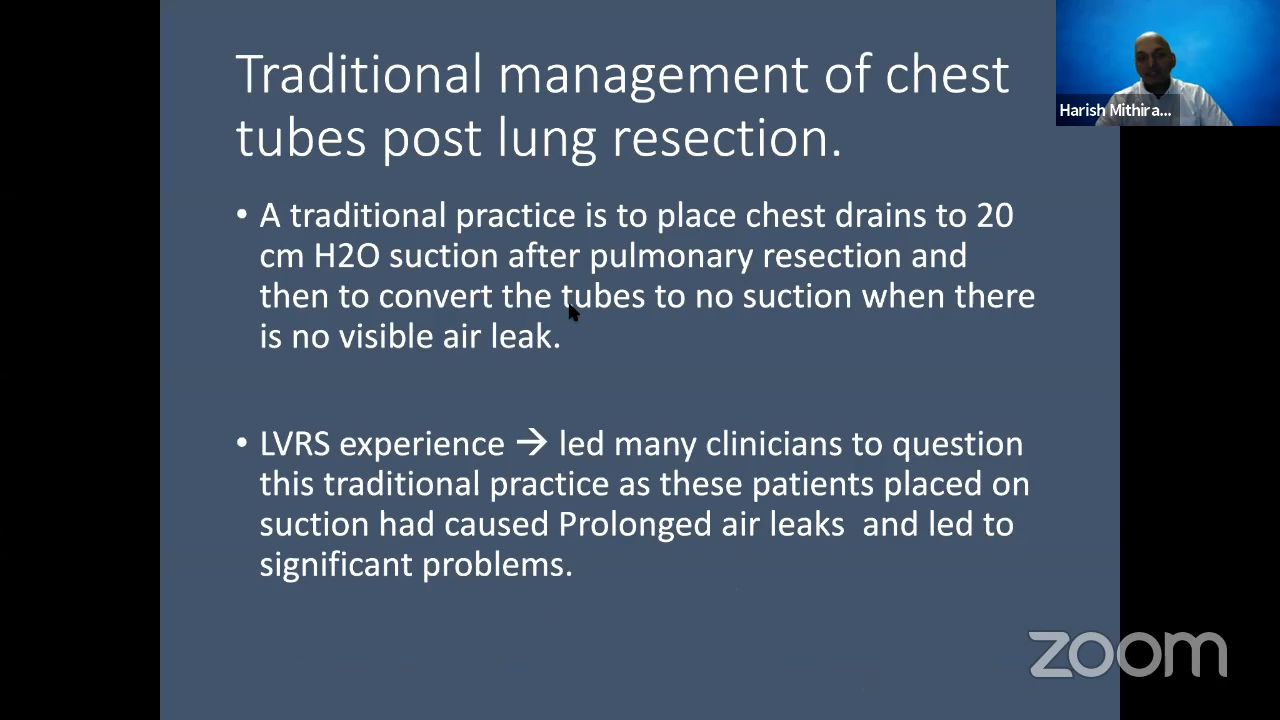 Traditional management of chest
tubes post lung resection.
• A traditional practice is to place chest drains to 20
cm H2O suction after pulmonary resection and
then to convert the tubes to no suction when there
is no visible air leak.
• LVRS experience → led many clinicians to question
this traditional practice as these patients placed on
suction had caused Prolonged air leaks and led to
significant problems.
Harish Mithira...
zoom